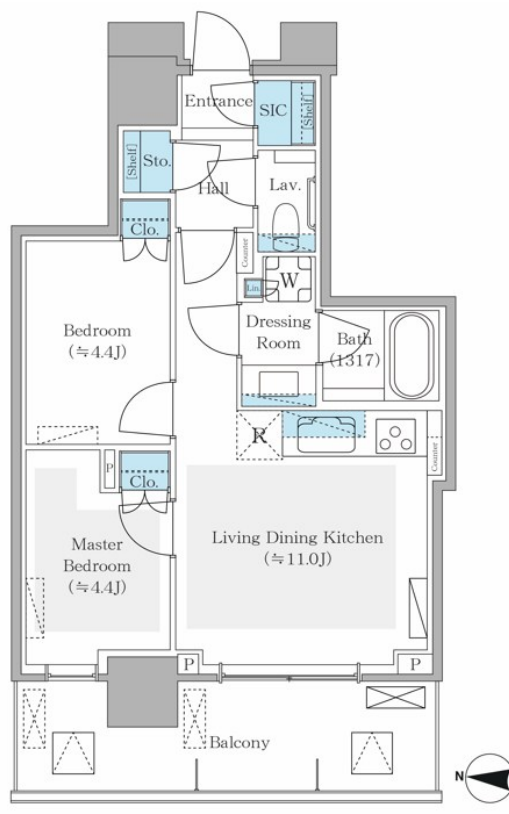 Entrance
SIC
[Shelf]
[Shelf]
Sto.
Hall
Lav.
Clo.
Counter
Lin.
W
Bedroom
(≒4.4J)
Dressing
Room
Bath
(1317)
R
Counter
P
Clo.
Master
Bedroom
(≒4.4J)
Living Dining Kitchen
(≒11.0J)
P
P
Balcony
N